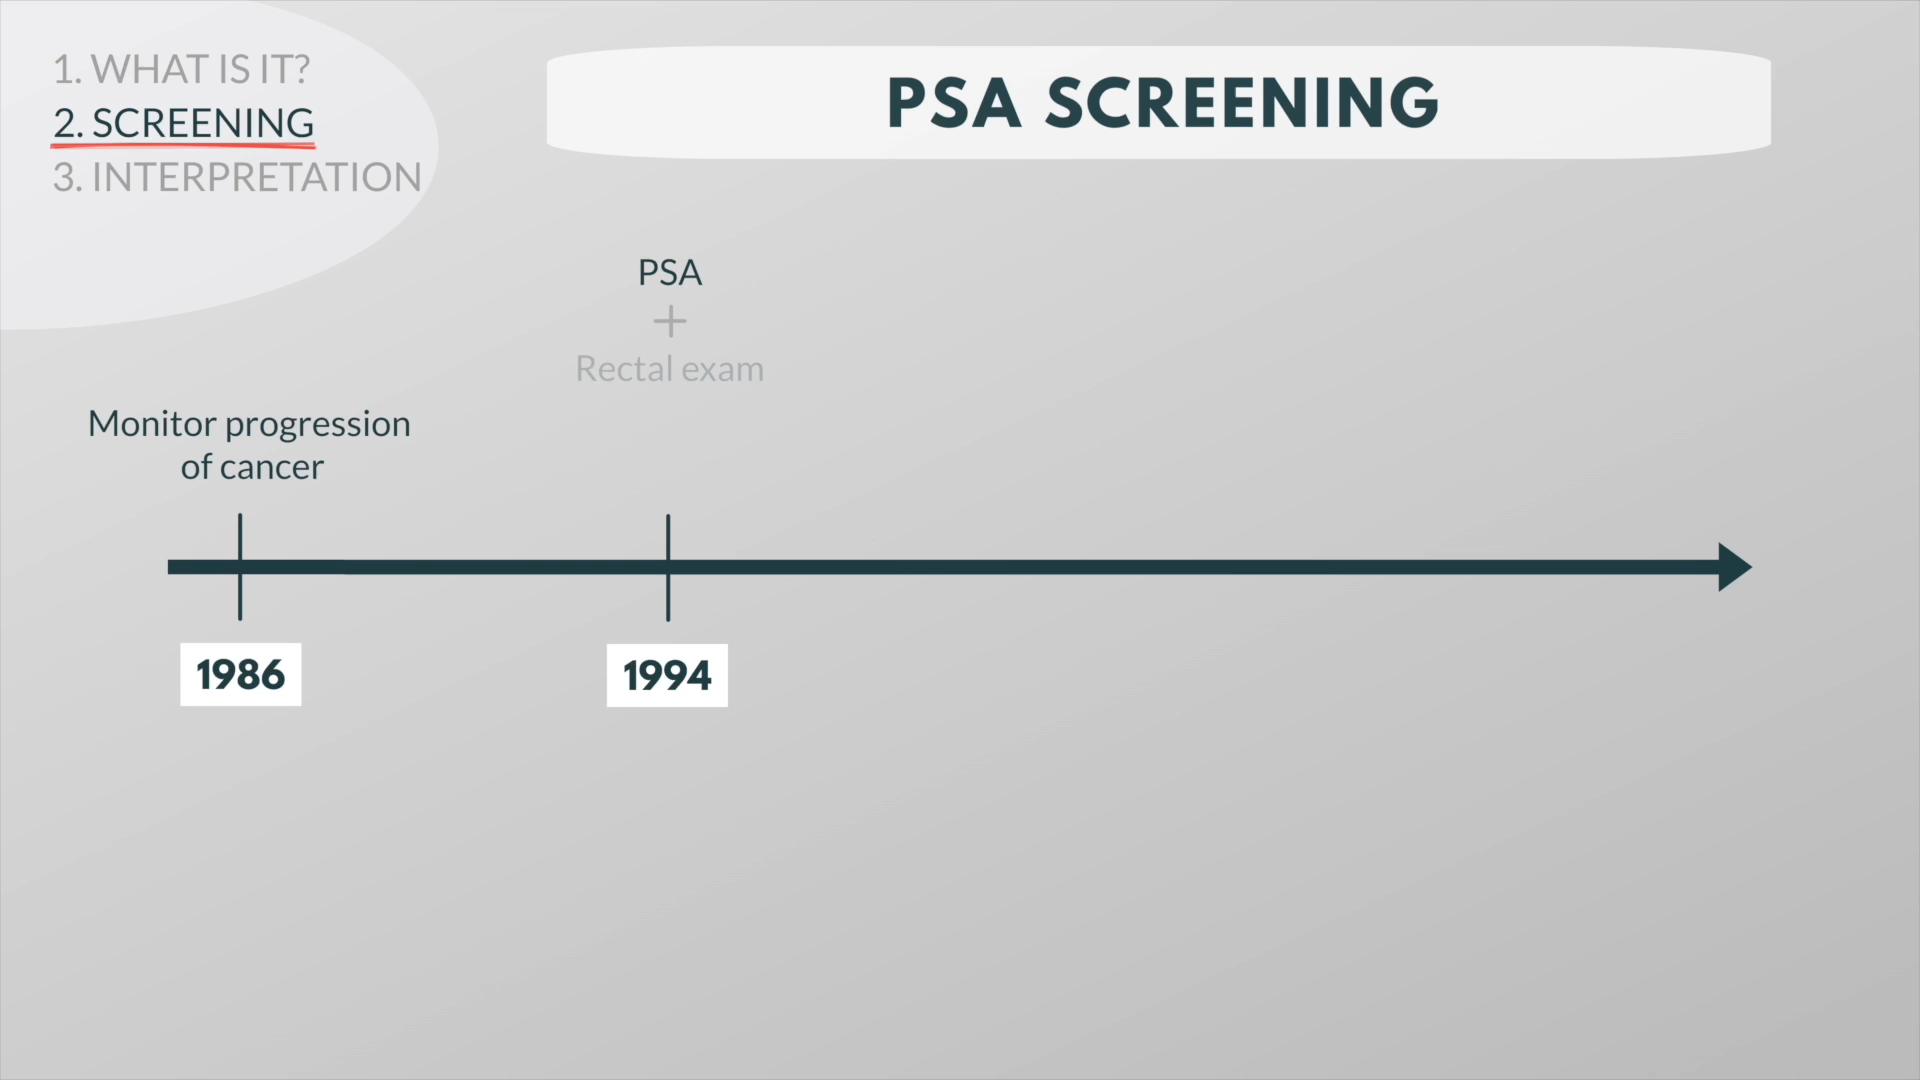 1. WHAT IS IT?
2. SCREENING
3. INTERPRETATION
PSA SCREENING
PSA
+
Rectal exam
Monitor progression
of cancer
1986
1994